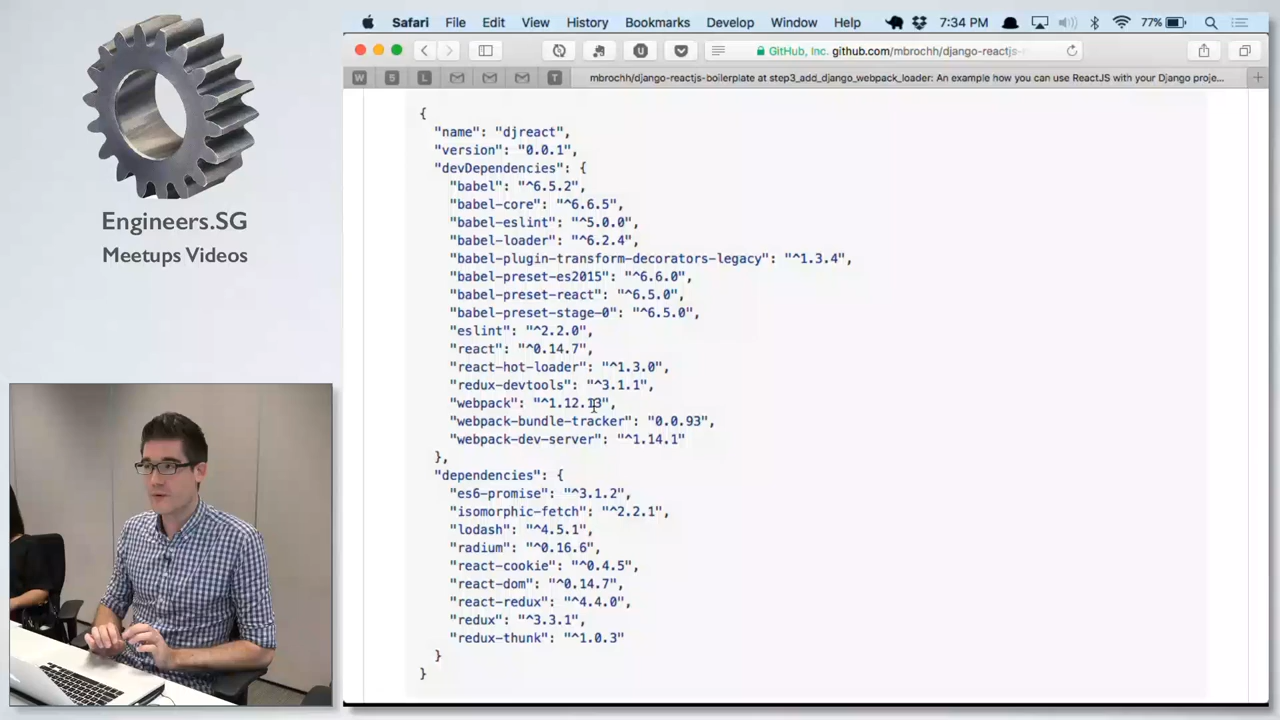 Engineers.SG
Meetups Videos
Safari File Edit View History Bookmarks Develop Window Help 7:34 PM 77%
GitHub, Inc. github.com/mbrochh/django-reactjs-
W 5 L T mbrochh/django-reactjs-boilerplate at step3_add_django_webpack_loader: An example how you can use ReactJS with your Django proje... +
{
"name": "djreact",
"version": "0.0.1",
"devDependencies": {
"babel": "^6.5.2",
"babel-core": "^6.6.5",
"babel-eslint": "^5.0.0",
"babel-loader": "^6.2.4",
"babel-plugin-transform-decorators-legacy": "^1.3.4",
"babel-preset-es2015": "^6.6.0",
"babel-preset-react": "^6.5.0",
"babel-preset-stage-0": "^6.5.0",
"eslint": "^2.2.0",
"react": "^0.14.7",
"react-hot-loader": "^1.3.0",
"redux-devtools": "^3.1.1",
"webpack": "^1.12.13",
"webpack-bundle-tracker": "0.0.93",
"webpack-dev-server": "^1.14.1"
},
"dependencies": {
"es6-promise": "^3.1.2",
"isomorphic-fetch": "^2.2.1",
"lodash": "^4.5.1",
"radium": "^0.16.6",
"react-cookie": "^0.4.5",
"react-dom": "^0.14.7",
"react-redux": "^4.4.0",
"redux": "^3.3.1",
"redux-thunk": "^1.0.3"
}
}